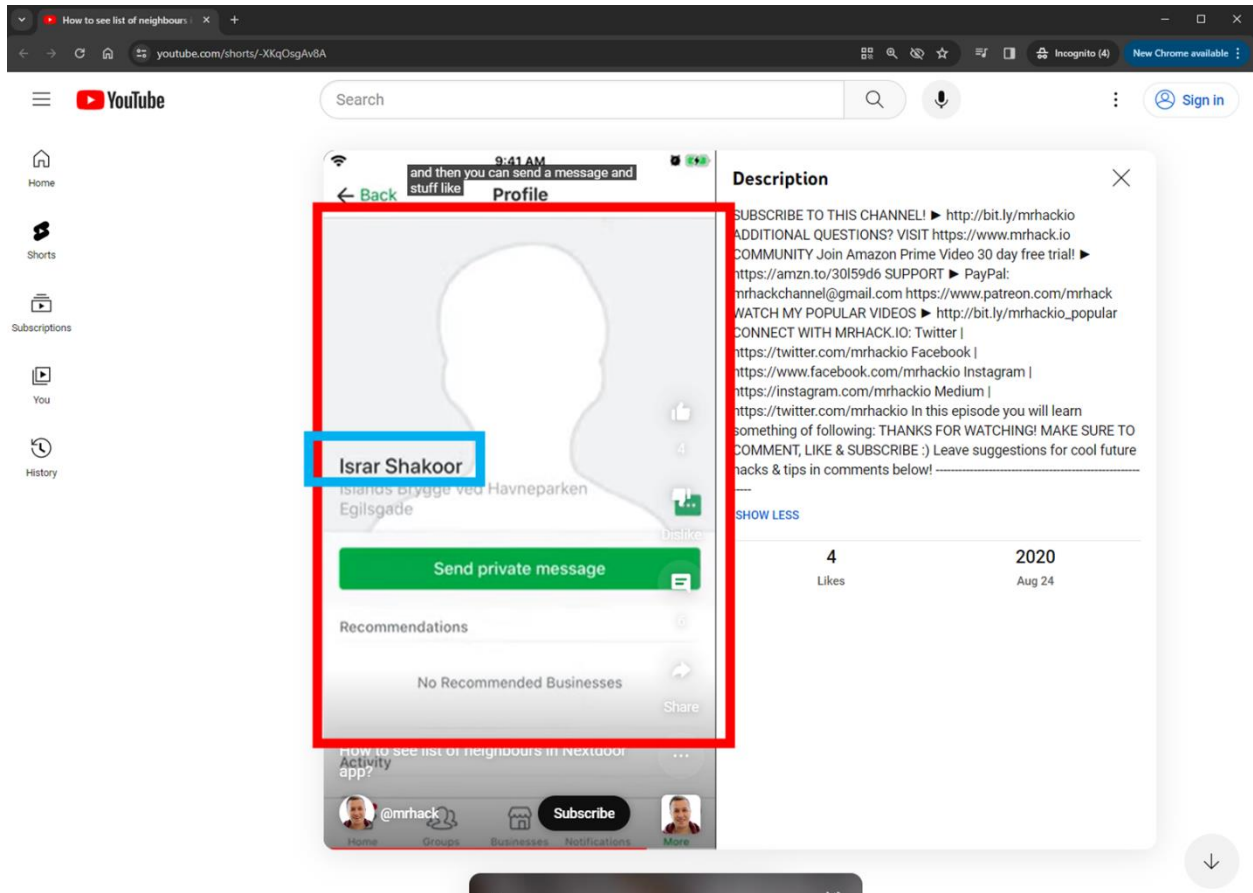 How to see list of neighbours i
youtube.com/shorts/-XKqOsgAv8A
Incognito (4)
New Chrome available
YouTube
Search
Sign in
Home
Shorts
Subscriptions
You
History
9:41 AM
and then you can send a message and
stuff like
Back
Profile
Israr Shakoor
Islands Brygge ved Havneparken
Egilsgade
4
Dislike
Send private message
Recommendations
6
No Recommended Businesses
Share
How to see list of neighbours in Nextdoor
app?
Activity
@mrhack
Subscribe
Home
Groups
Businesses
Notifications
More
Description
SUBSCRIBE TO THIS CHANNEL! ► http://bit.ly/mrhackio
ADDITIONAL QUESTIONS? VISIT https://www.mrhack.io
COMMUNITY Join Amazon Prime Video 30 day free trial! ►
https://amzn.to/30l59d6 SUPPORT ► PayPal:
mrhackchannel@gmail.com https://www.patreon.com/mrhack
WATCH MY POPULAR VIDEOS ► http://bit.ly/mrhackio_popular
CONNECT WITH MRHACK.IO: Twitter |
https://twitter.com/mrhackio Facebook |
https://www.facebook.com/mrhackio Instagram |
https://instagram.com/mrhackio Medium |
https://twitter.com/mrhackio In this episode you will learn
something of following: THANKS FOR WATCHING! MAKE SURE TO
COMMENT, LIKE & SUBSCRIBE :) Leave suggestions for cool future
hacks & tips in comments below! -------------------------------------------------------
----
SHOW LESS
4
Likes
2020
Aug 24